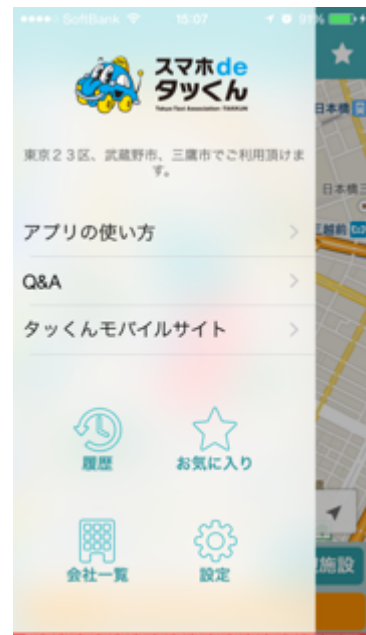 SoftBank 15:07 91%
スマホde
タッくん
Tokyo Taxi Association TAKKUN
東京23区、武蔵野市、三鷹市でご利用頂けま
す。
アプリの使い方
Q&A
タッくんモバイルサイト
履歴
お気に入り
会社一覧
設定
日本橋
日本橋三
三越前
施設